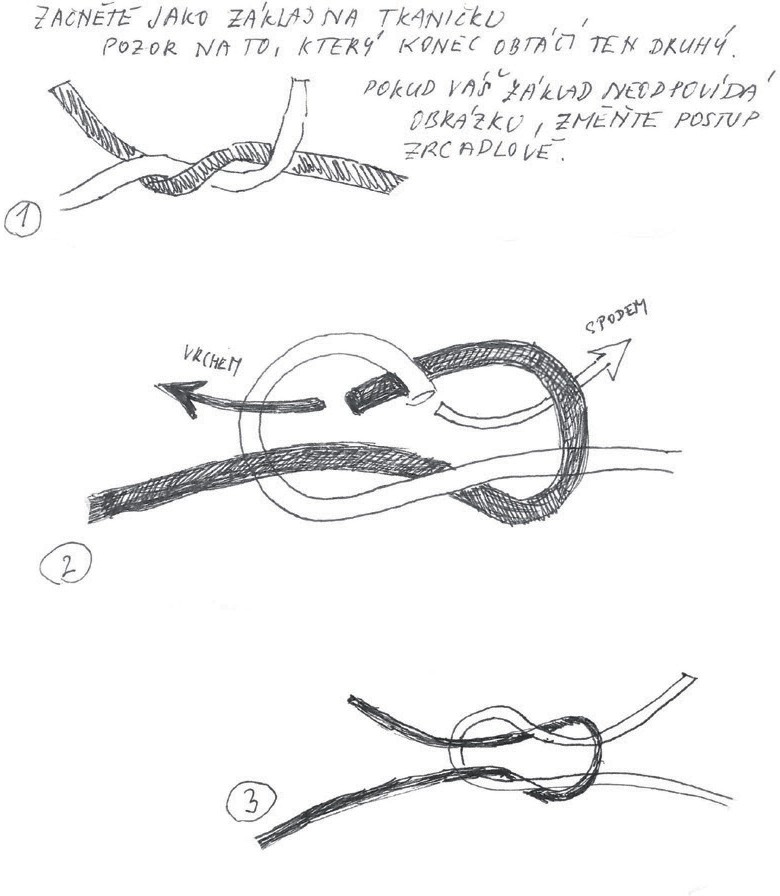 ZAČNĚTE JAKO ZÁKLAD NA TKANIČKU
POZOR NA TO, KTERÝ KONEC OBTÁČÍ TEN DRUHÝ.
POKUD VÁŠ ZÁKLAD NEODPOVÍDÁ
OBRÁZKU, ZMĚŇTE POSTUP
ZRCADLOVĚ.
1
VRCHEM
SPODEM
2
3